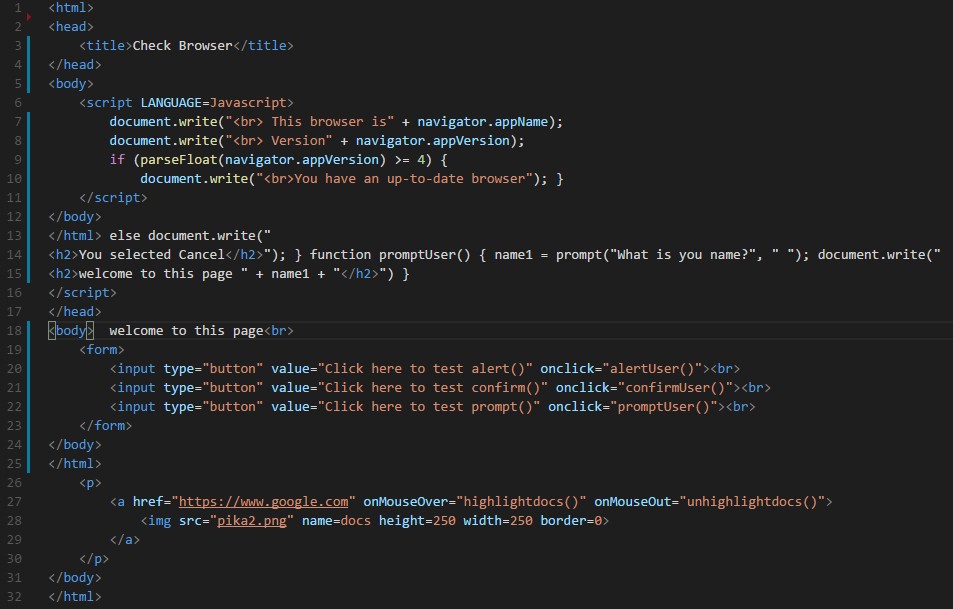 1 <html>
2 <head>
3     <title>Check Browser</title>
4 </head>
5 <body>
6     <script LANGUAGE=Javascript>
7         document.write("<br> This browser is" + navigator.appName);
8         document.write("<br> Version" + navigator.appVersion);
9         if (parseFloat(navigator.appVersion) >= 4) {
10             document.write("<br>You have an up-to-date browser"); }
11     </script>
12 </body>
13 </html> else document.write("
14 <h2>You selected Cancel</h2>"); } function promptUser() { name1 = prompt("What is you name?", " "); document.write("
15 <h2>welcome to this page " + name1 + "</h2>") }
16 </script>
17 </head>
18 <body>  welcome to this page<br>
19     <form>
20         <input type="button" value="Click here to test alert()" onclick="alertUser()"><br>
21         <input type="button" value="Click here to test confirm()" onclick="confirmUser()"><br>
22         <input type="button" value="Click here to test prompt()" onclick="promptUser()"><br>
23     </form>
24 </body>
25 </html>
26     <p>
27         <a href="https://www.google.com" onMouseOver="highlightdocs()" onMouseOut="unhighlightdocs()">
28             <img src="pika2.png" name=docs height=250 width=250 border=0>
29         </a>
30     </p>
31 </body>
32 </html>